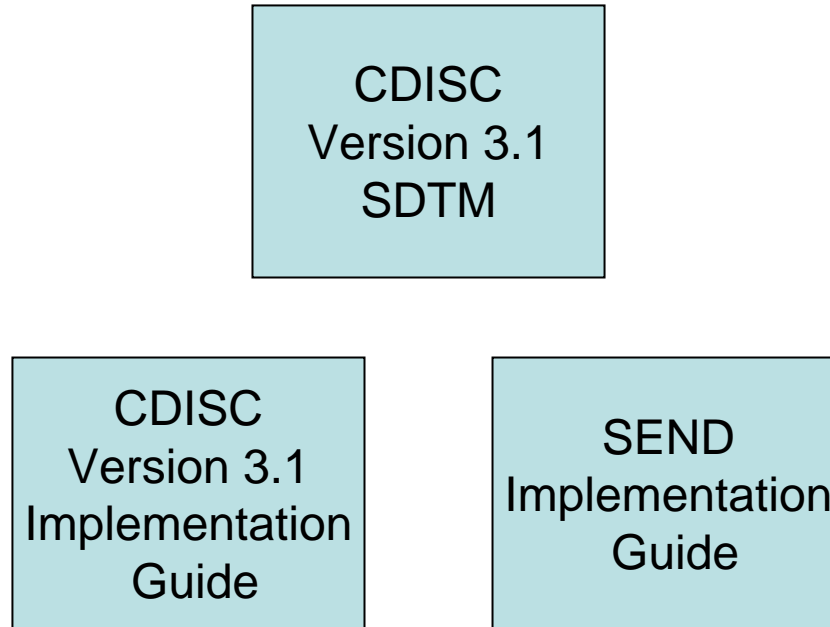 CDISC
Version 3.1
SDTM
CDISC
Version 3.1
Implementation
Guide
SEND
Implementation
Guide